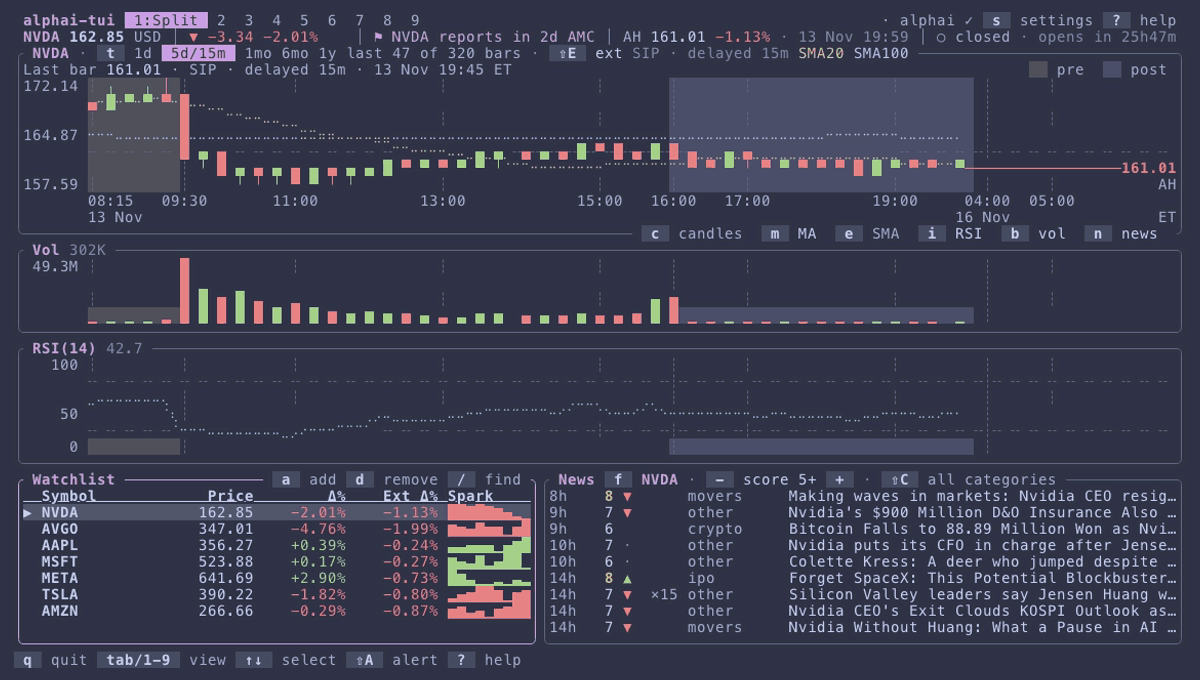 alphai-tui 1:Split 2 3 4 5 6 7 8 9 · alphai ✓ s settings ? help
NVDA 162.85 USD │ ▼ −3.34 −2.01% │ ⚑ NVDA reports in 2d AMC │ AH 161.01 −1.13% · 13 Nov 19:59 │ ○ closed · opens in 25h47m
NVDA · t 1d 5d/15m 1mo 6mo 1y last 47 of 320 bars · ⇧E ext SIP · delayed 15m SMA20 SMA100
Last bar 161.01 · SIP · delayed 15m · 13 Nov 19:45 ET pre post
172.14
164.87
161.01
157.59 AH
08:15 09:30 11:00 13:00 15:00 16:00 17:00 19:00 04:00 05:00
13 Nov 16 Nov ET
c candles m MA e SMA i RSI b vol n news
Vol 302K
49.3M
RSI(14) 42.7
100
50
0
Watchlist a add d remove / find
Symbol Price Δ% Ext Δ% Spark
▶ NVDA 162.85 −2.01% −1.13%
AVGO 347.01 −4.76% −1.99%
AAPL 356.27 +0.39% −0.24%
MSFT 523.88 +0.17% −0.27%
META 641.69 +2.90% −0.73%
TSLA 390.22 −1.82% −0.80%
AMZN 266.66 −0.29% −0.87%
News f NVDA · − score 5+ + · ⇧C all categories
8h 8 ▼ movers Making waves in markets: Nvidia CEO resig…
9h 7 ▼ other Nvidia's $900 Million D&O Insurance Also …
9h 6 crypto Bitcoin Falls to 88.89 Million Won as Nvi…
10h 7 · other Nvidia puts its CFO in charge after Jense…
10h 6 · other Colette Kress: A deer who jumped despite …
14h 8 ▲ ipo Forget SpaceX: This Potential Blockbuster…
14h 7 ▼ ×15 other Silicon Valley leaders say Jensen Huang w…
14h 7 ▼ other Nvidia CEO's Exit Clouds KOSPI Outlook as…
14h 7 ▼ movers Nvidia Without Huang: What a Pause in AI …
q quit tab/1-9 view ↑↓ select ⇧A alert ? help